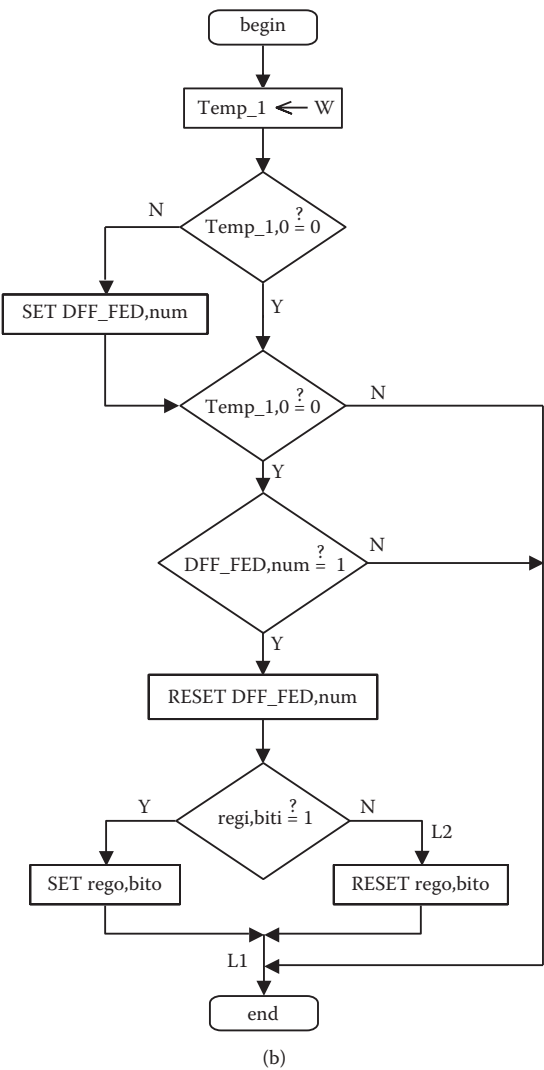 begin
Temp_1 ← W
Temp_1,0 ≟ 0
N
Y
SET DFF_FED,num
Temp_1,0 ≟ 0
N
Y
DFF_FED,num ≟ 1
N
Y
RESET DFF_FED,num
regi,biti ≟ 1
Y
N
L2
SET rego,bito
RESET rego,bito
L1
end
(b)